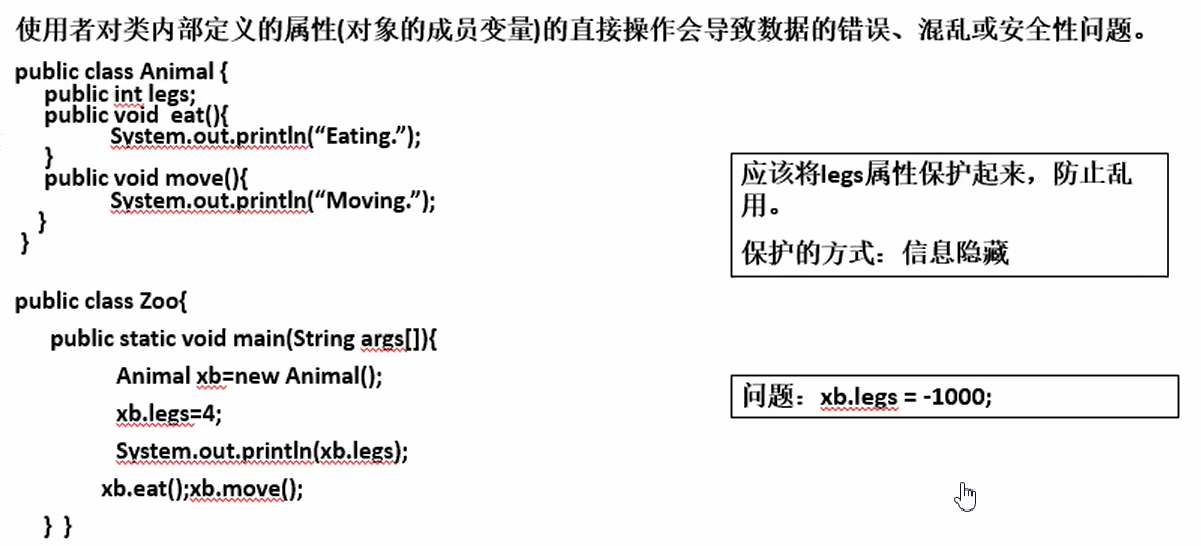 使用者对类内部定义的属性(对象的成员变量)的直接操作会导致数据的错误、混乱或安全性问题。
public class Animal {
public int legs;
public void  eat(){
System.out.println(“Eating.”);
}
public void move(){
System.out.println(“Moving.”);
}
}
应该将legs属性保护起来，防止乱
用。
保护的方式：信息隐藏
public class Zoo{
public static void main(String args[]){
Animal xb=new Animal();
xb.legs=4;
System.out.println(xb.legs);
xb.eat();xb.move();
} }
问题：xb.legs = -1000;